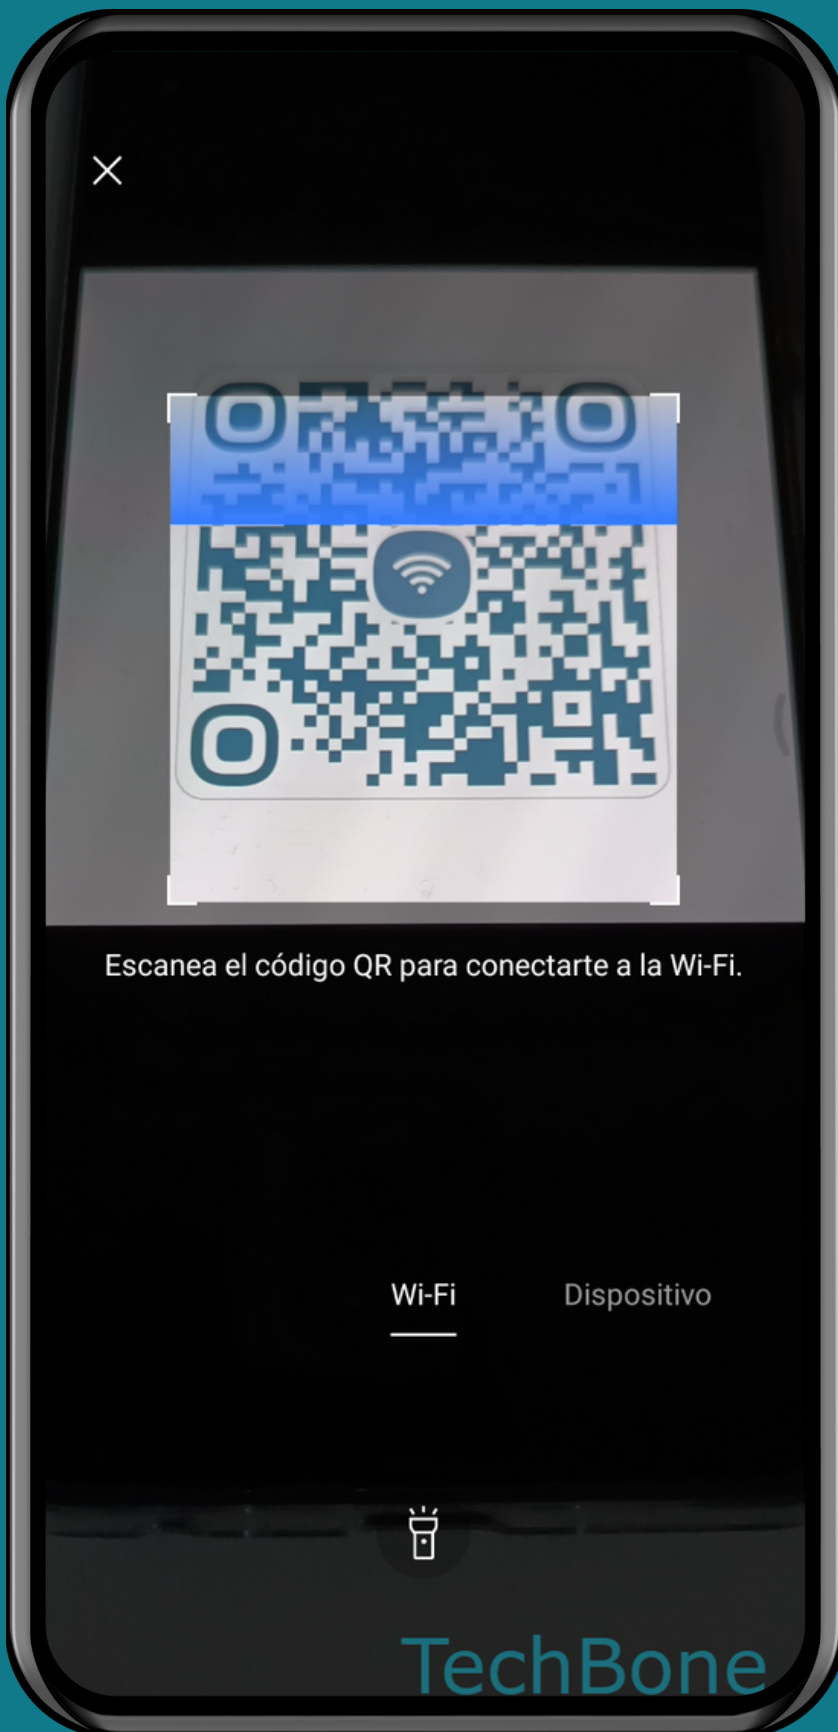 Escanea el código QR para conectarte a la Wi-Fi.
Wi-Fi
Dispositivo
TechBone